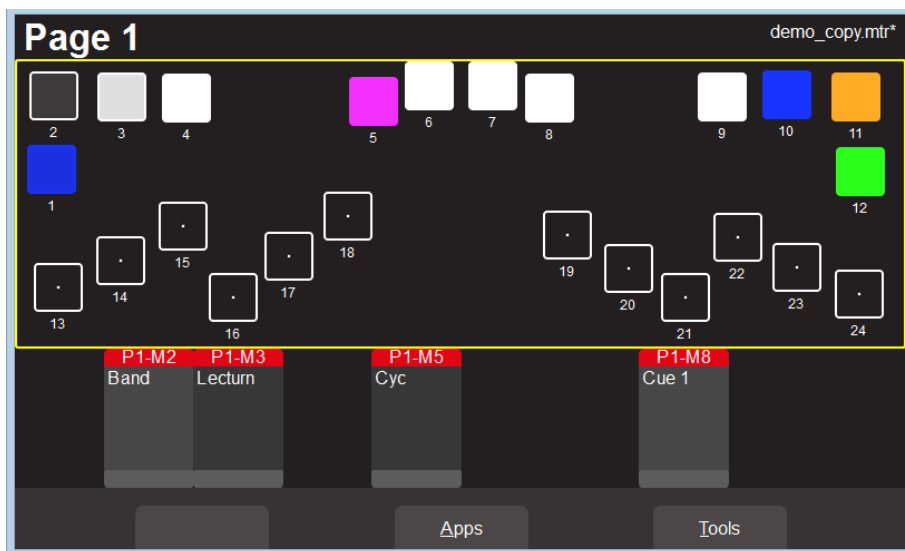 Page 1
demo_copy.mtr*
2 3 4 5 6 7 8 9 10 11
1 12
13 14 15 16 17 18 19 20 21 22 23 24
P1-M2 P1-M3 P1-M5 P1-M8
Band Lecturn Cyc Cue 1
Apps Tools